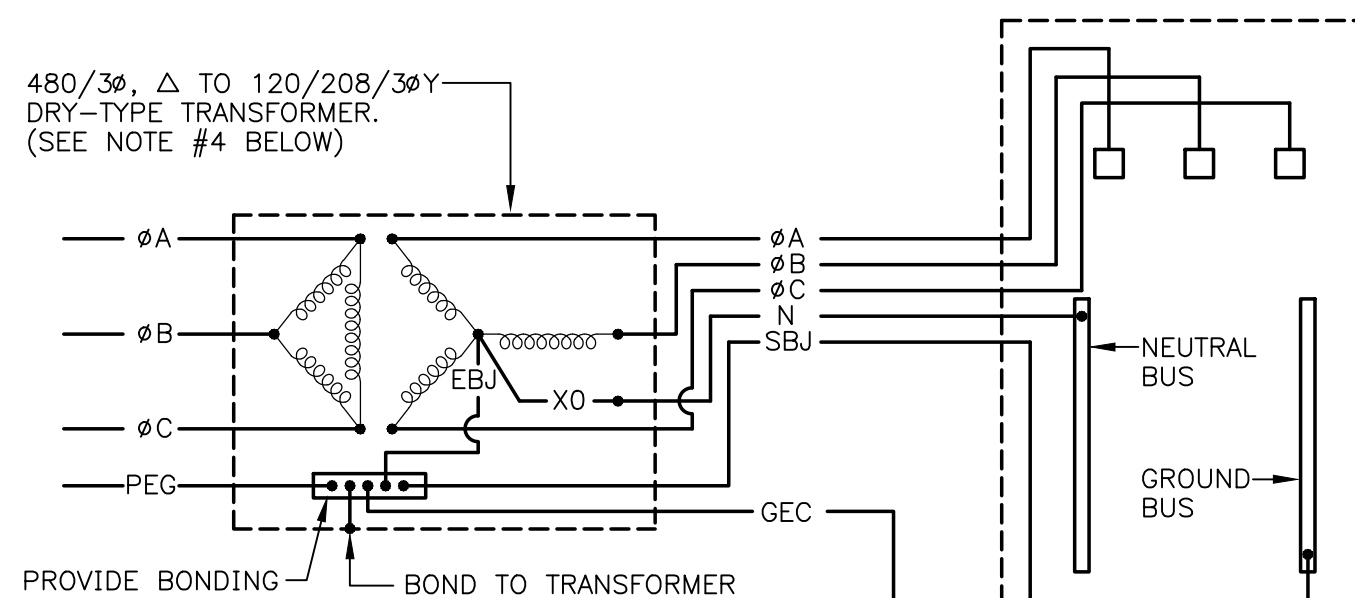 480/3ø, Δ TO 120/208/3øY
DRY-TYPE TRANSFORMER.
(SEE NOTE #4 BELOW)
øA
øB
øC
PEG
EBJ
X0
øA
øB
øC
N
SBJ
GEC
NEUTRAL
BUS
GROUND
BUS
PROVIDE BONDING
BOND TO TRANSFORMER